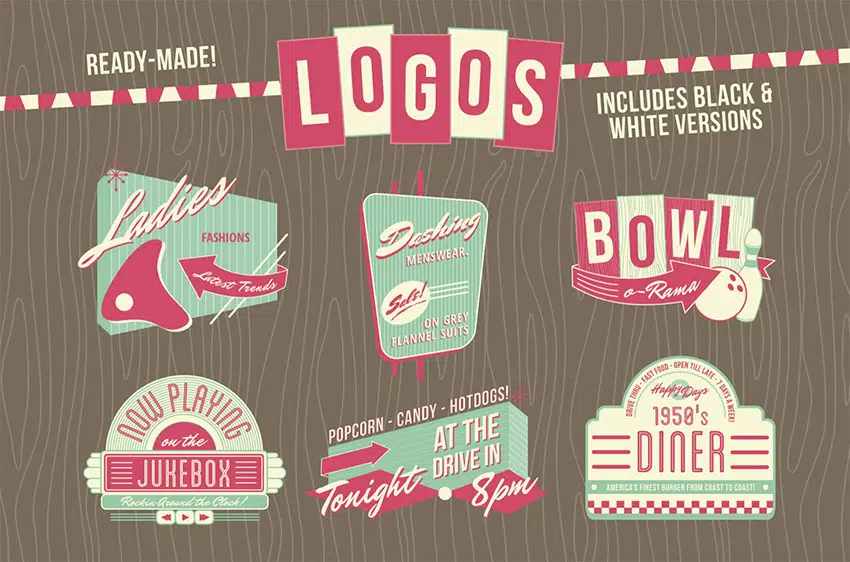 READY-MADE!
LOGOS
INCLUDES BLACK &
WHITE VERSIONS
Ladies
FASHIONS
Latest Trends
Dashing
MENSWEAR.
Sale!
ON GREY
FLANNEL SUITS
BOWL
o-Rama
NOW PLAYING
on the
JUKEBOX
Rockin Around the Clock!
POPCORN - CANDY - HOTDOGS!
AT THE
DRIVE IN
Tonight 8pm
DRIVE THRU - FAST FOOD - OPEN TILL LATE - 7 DAYS A WEEK!
Happy Days
1950's
DINER
AMERICA'S FINEST BURGER FROM COAST TO COAST!